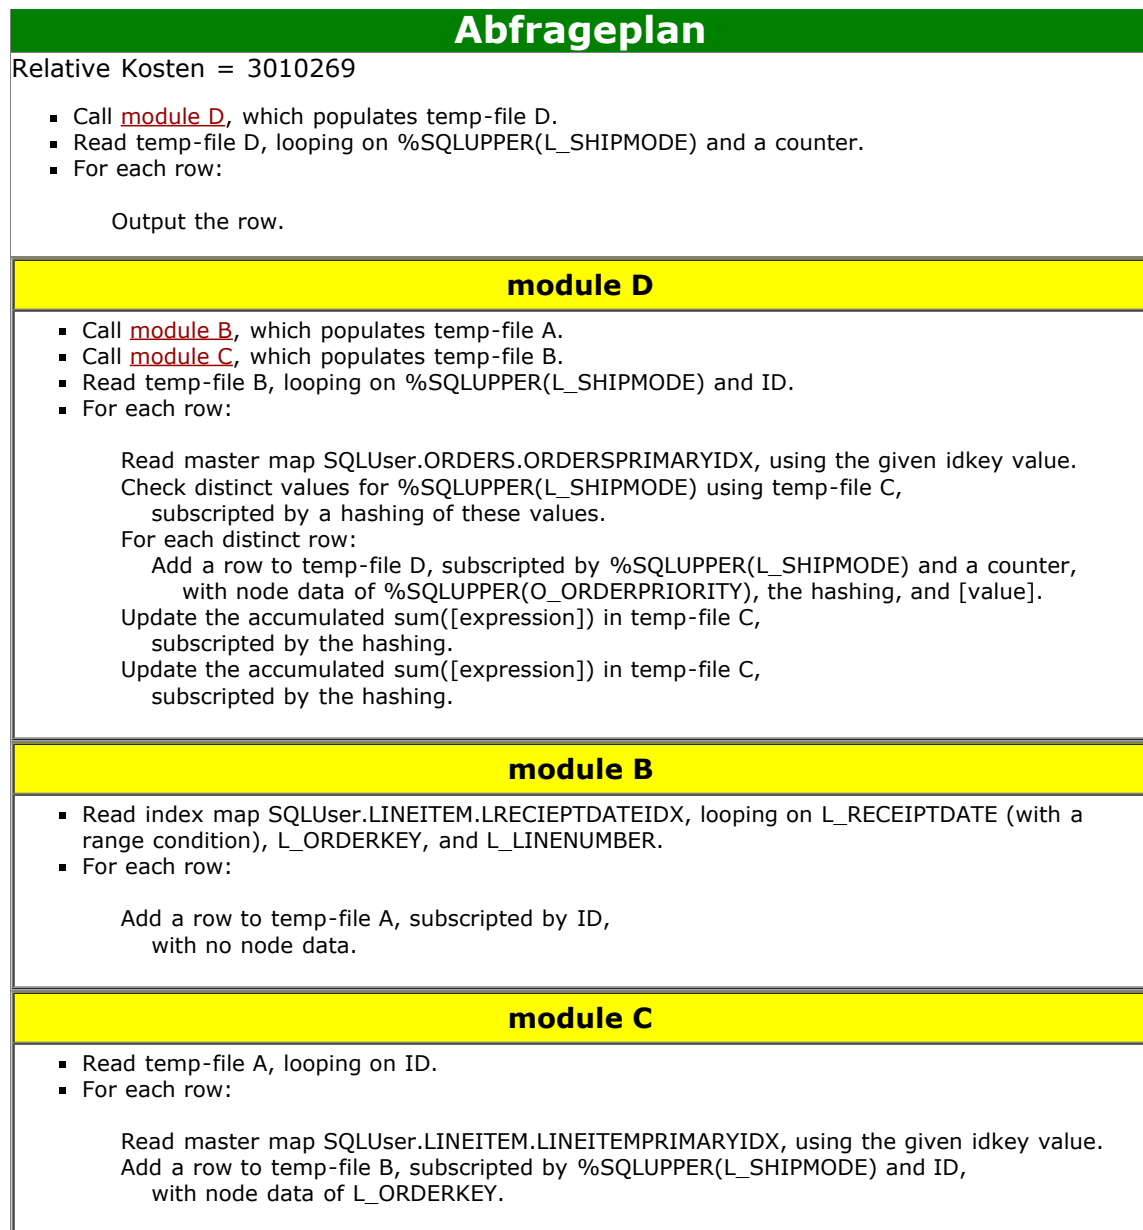 Abfrageplan
Relative Kosten = 3010269
Call module D, which populates temp-file D.
Read temp-file D, looping on %SQLUPPER(L_SHIPMODE) and a counter.
For each row:
Output the row.
module D
Call module B, which populates temp-file A.
Call module C, which populates temp-file B.
Read temp-file B, looping on %SQLUPPER(L_SHIPMODE) and ID.
For each row:
Read master map SQLUser.ORDERS.ORDERSPRIMARYIDX, using the given idkey value.
Check distinct values for %SQLUPPER(L_SHIPMODE) using temp-file C,
subscripted by a hashing of these values.
For each distinct row:
Add a row to temp-file D, subscripted by %SQLUPPER(L_SHIPMODE) and a counter,
with node data of %SQLUPPER(O_ORDERPRIORITY), the hashing, and [value].
Update the accumulated sum([expression]) in temp-file C,
subscripted by the hashing.
Update the accumulated sum([expression]) in temp-file C,
subscripted by the hashing.
module B
Read index map SQLUser.LINEITEM.LRECIEPTDATEIDX, looping on L_RECEIPTDATE (with a
range condition), L_ORDERKEY, and L_LINENUMBER.
For each row:
Add a row to temp-file A, subscripted by ID,
with no node data.
module C
Read temp-file A, looping on ID.
For each row:
Read master map SQLUser.LINEITEM.LINEITEMPRIMARYIDX, using the given idkey value.
Add a row to temp-file B, subscripted by %SQLUPPER(L_SHIPMODE) and ID,
with node data of L_ORDERKEY.